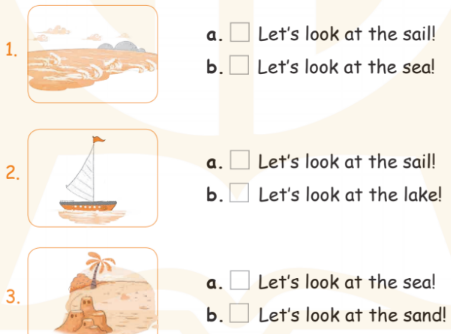 1.
a. Let's look at the sail!
b. Let's look at the sea!
2.
a. Let's look at the sail!
b. Let's look at the lake!
3.
a. Let's look at the sea!
b. Let's look at the sand!